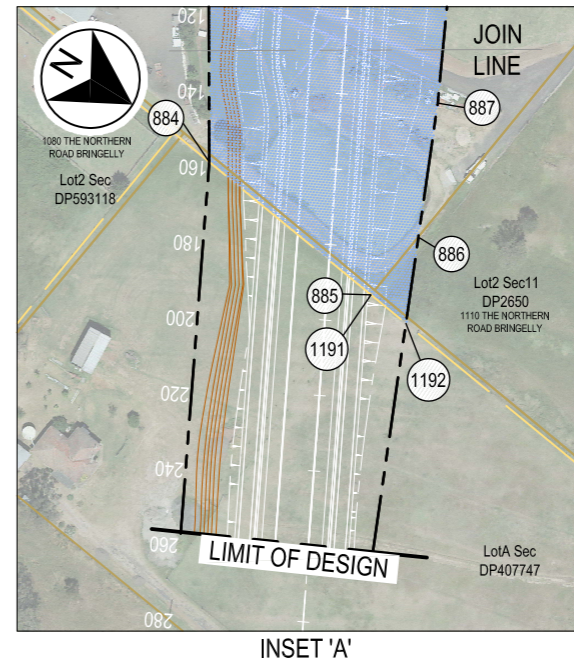 120
JOIN
LINE
N
140
887
884
1080 THE NORTHERN
ROAD BRINGELLY
160
Lot2 Sec
DP593118
180
886
885
Lot2 Sec11
DP2650
1110 THE NORTHERN
ROAD BRINGELLY
200
1191
1192
220
240
260
LIMIT OF DESIGN
LotA Sec
DP407747
280
INSET 'A'